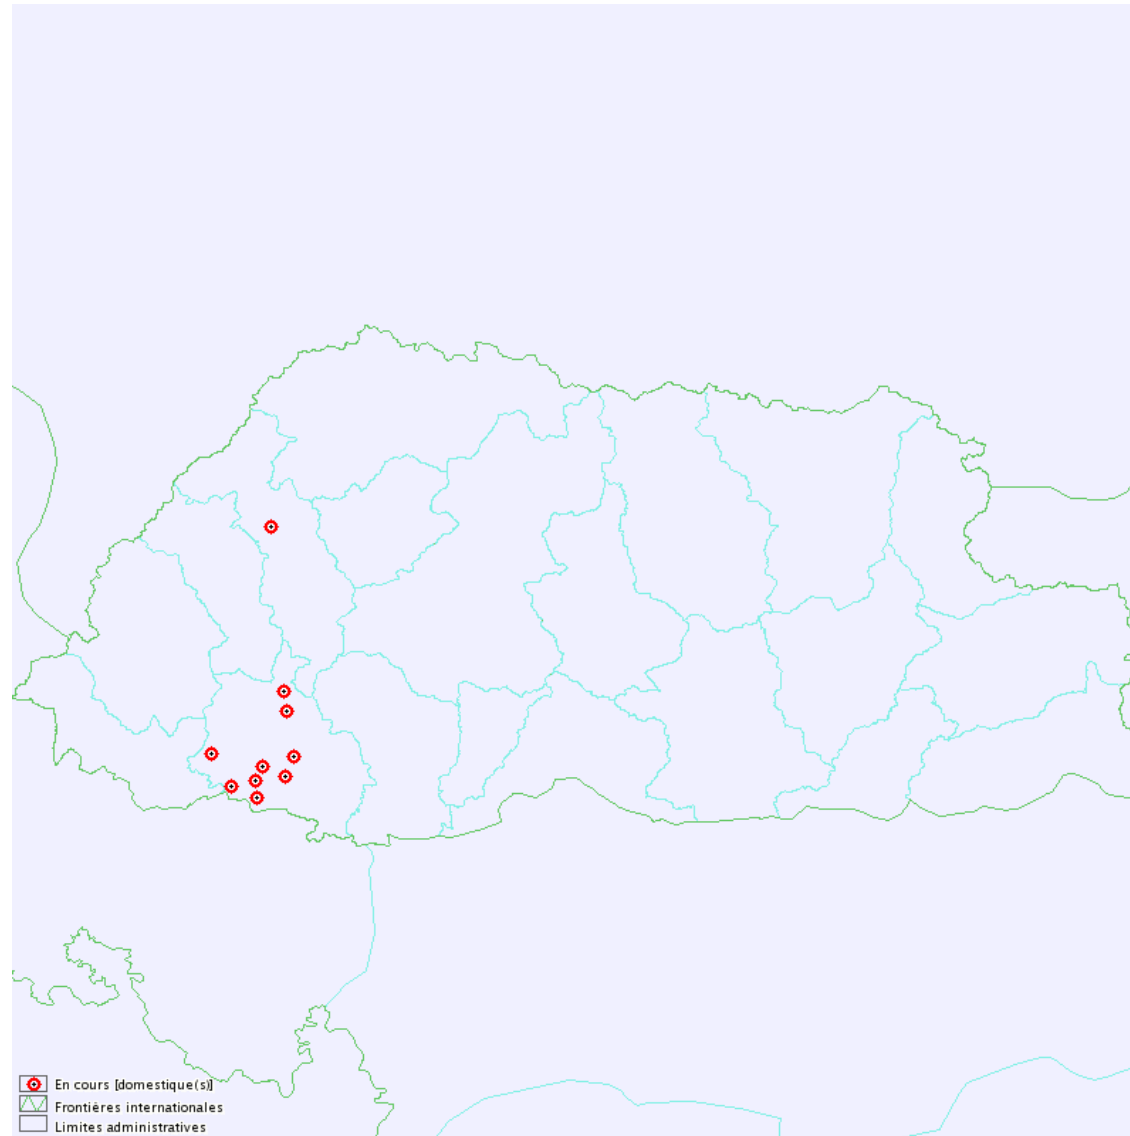 En cours [domestique(s)]
Frontières internationales
Limites administratives